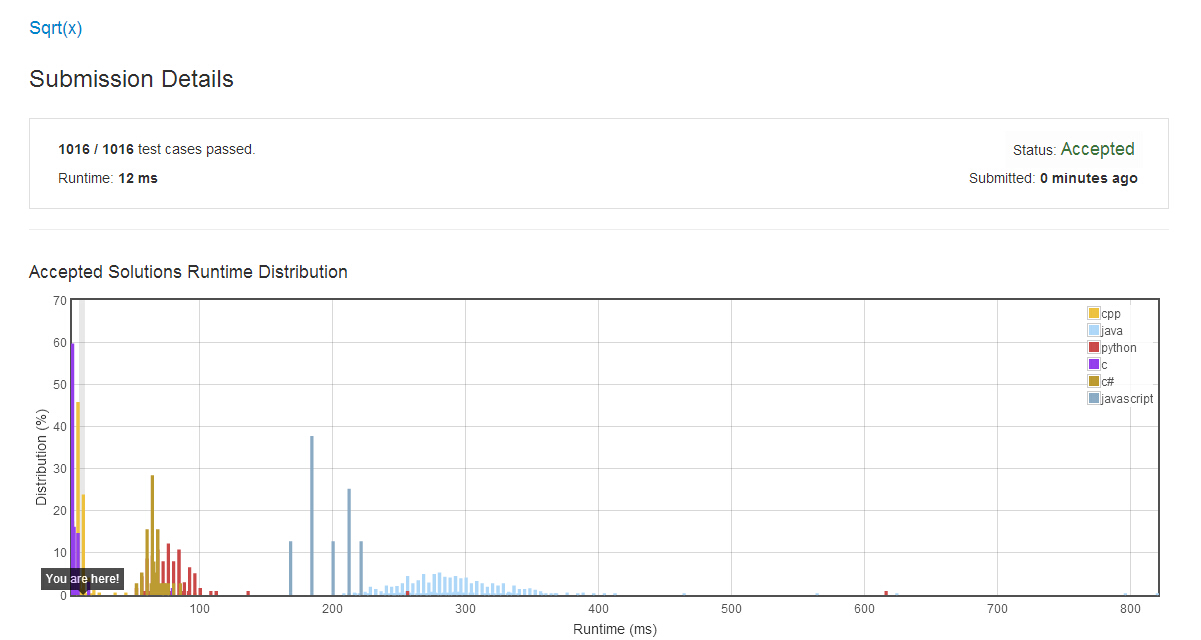 Sqrt(x)
Submission Details
1016 / 1016 test cases passed.
Status: Accepted
Runtime: 12 ms
Submitted: 0 minutes ago
Accepted Solutions Runtime Distribution
70
60
50
40
30
20
10
0
Distribution (%)
cpp
java
python
c
c#
javascript
You are here!
100
200
300
400
500
600
700
800
Runtime (ms)